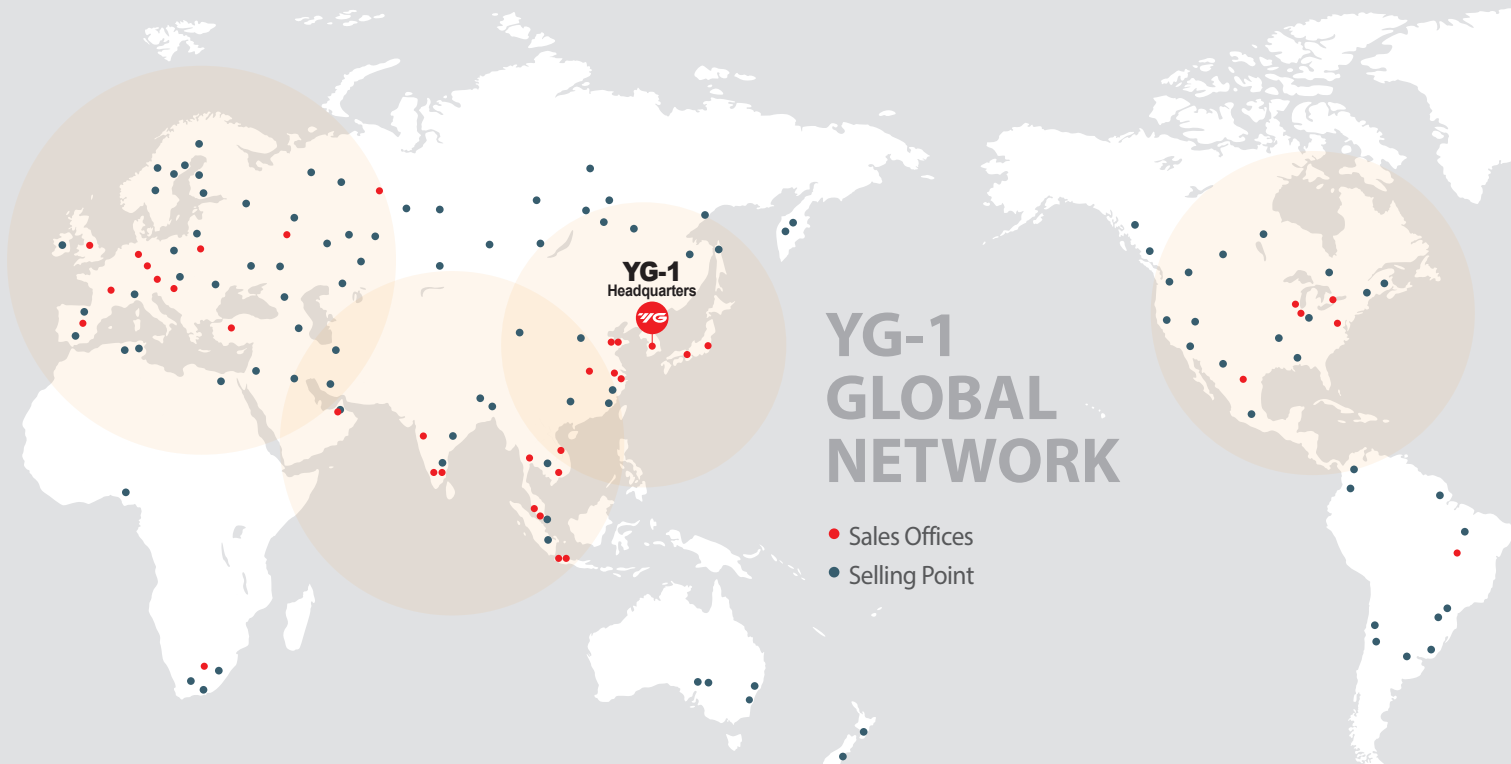 YG-1
Headquarters
YG
YG-1
GLOBAL
NETWORK
Sales Offices
Selling Point